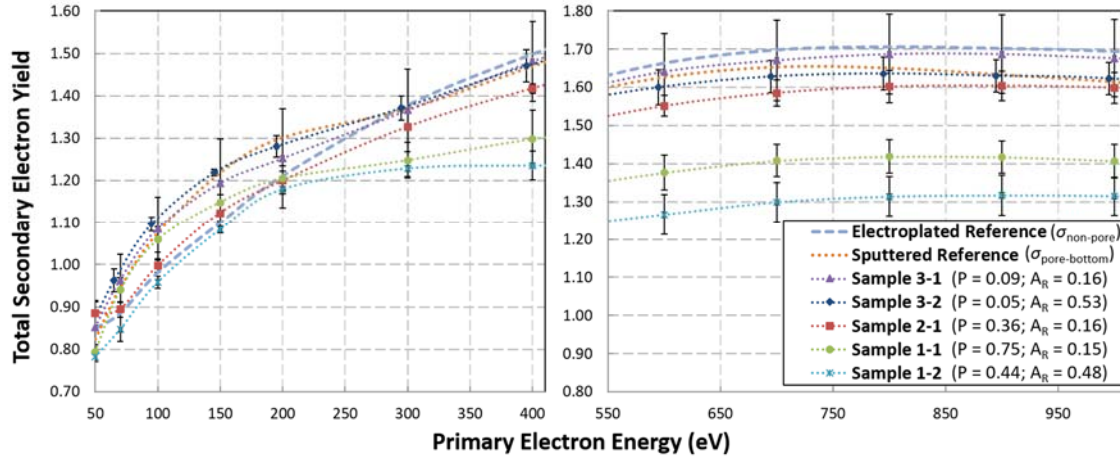 Total Secondary Electron Yield
1.60
1.50
1.40
1.30
1.20
1.10
1.00
0.90
0.80
0.70
50 100 150 200 250 300 350 400
1.80
1.70
1.60
1.50
1.40
1.30
1.20
1.10
1.00
0.90
0.80
550 650 750 850 950
Electroplated Reference (σnon-pore)
Sputtered Reference (σpore-bottom)
Sample 3-1 (P = 0.09; AR = 0.16)
Sample 3-2 (P = 0.05; AR = 0.53)
Sample 2-1 (P = 0.36; AR = 0.16)
Sample 1-1 (P = 0.75; AR = 0.15)
Sample 1-2 (P = 0.44; AR = 0.48)
Primary Electron Energy (eV)